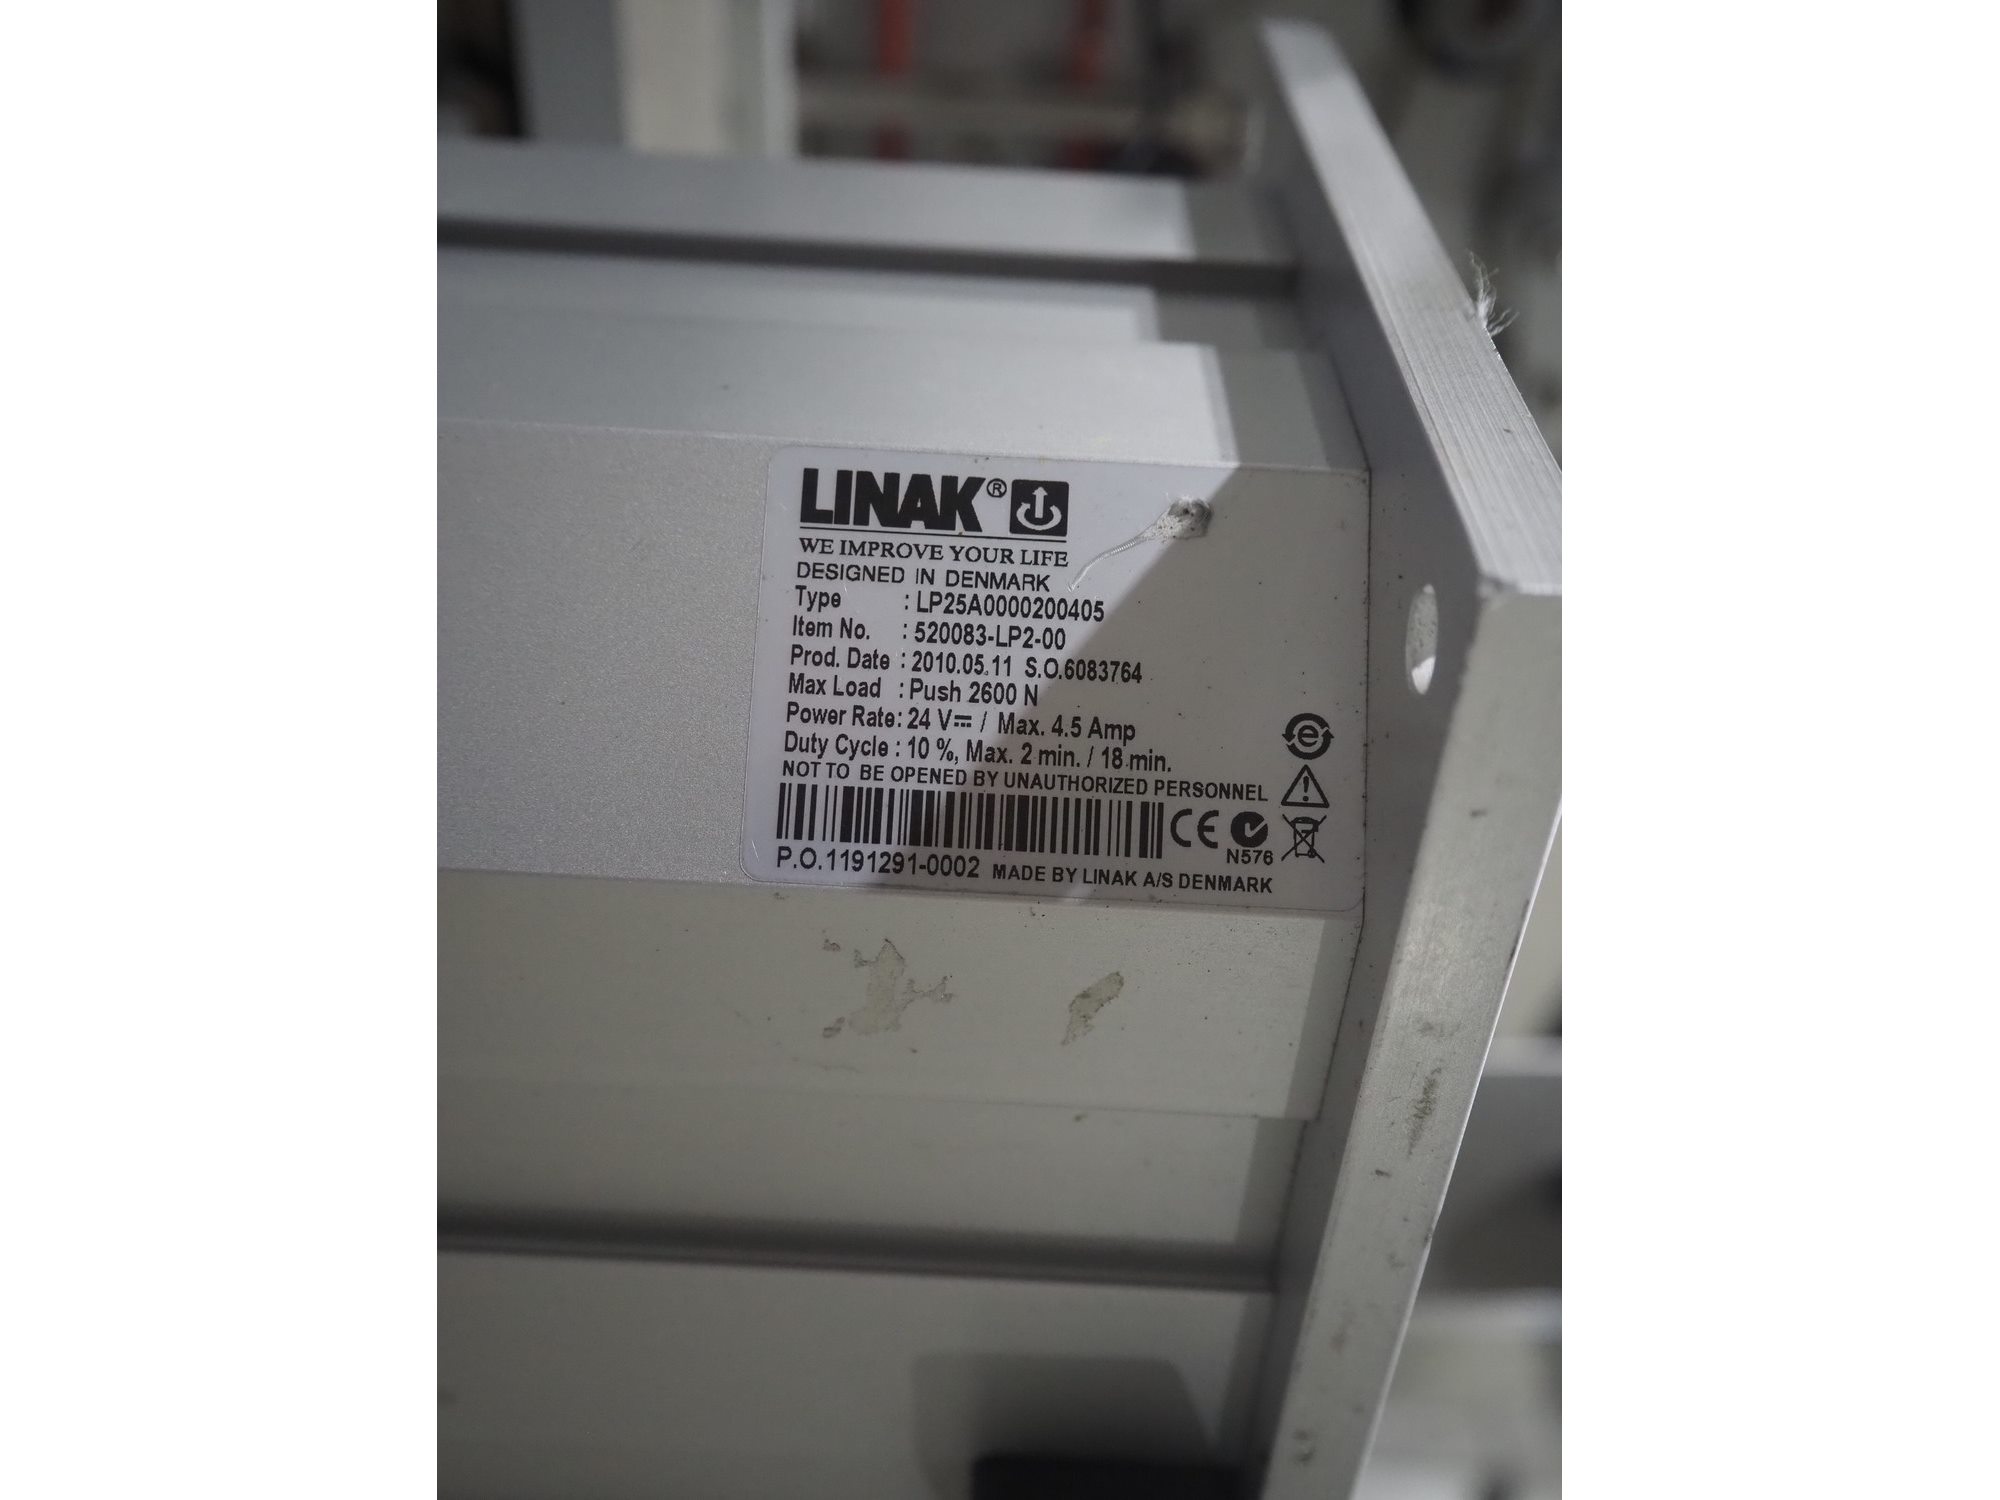 LINAK®
WE IMPROVE YOUR LIFE
DESIGNED IN DENMARK
Type : LP25A0000200405
Item No. : 520083-LP2-00
Prod. Date : 2010.05.11 S.O.6083764
Max Load : Push 2600 N
Power Rate: 24 V⎓ / Max. 4.5 Amp
Duty Cycle : 10 %, Max. 2 min. / 18 min.
NOT TO BE OPENED BY UNAUTHORIZED PERSONNEL
CE
N576
P.O.1191291-0002 MADE BY LINAK A/S DENMARK